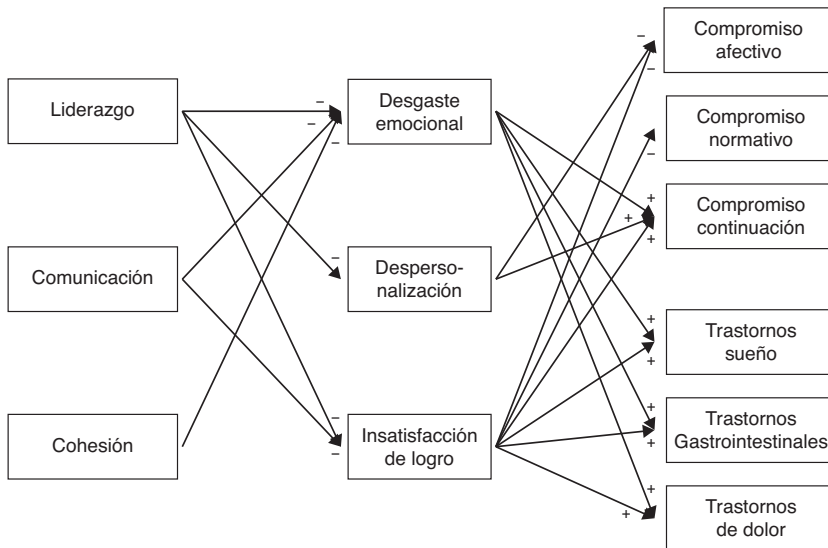 Liderazgo
Comunicación
Cohesión
Desgaste
emocional
Desperso-
nalización
Insatisfacción
de logro
Compromiso
afectivo
Compromiso
normativo
Compromiso
continuación
Trastornos
sueño
Trastornos
Gastrointestinales
Trastornos
de dolor
–
–
–
–
–
–
–
–
–
+
+
+
+
+
+
+
+
+